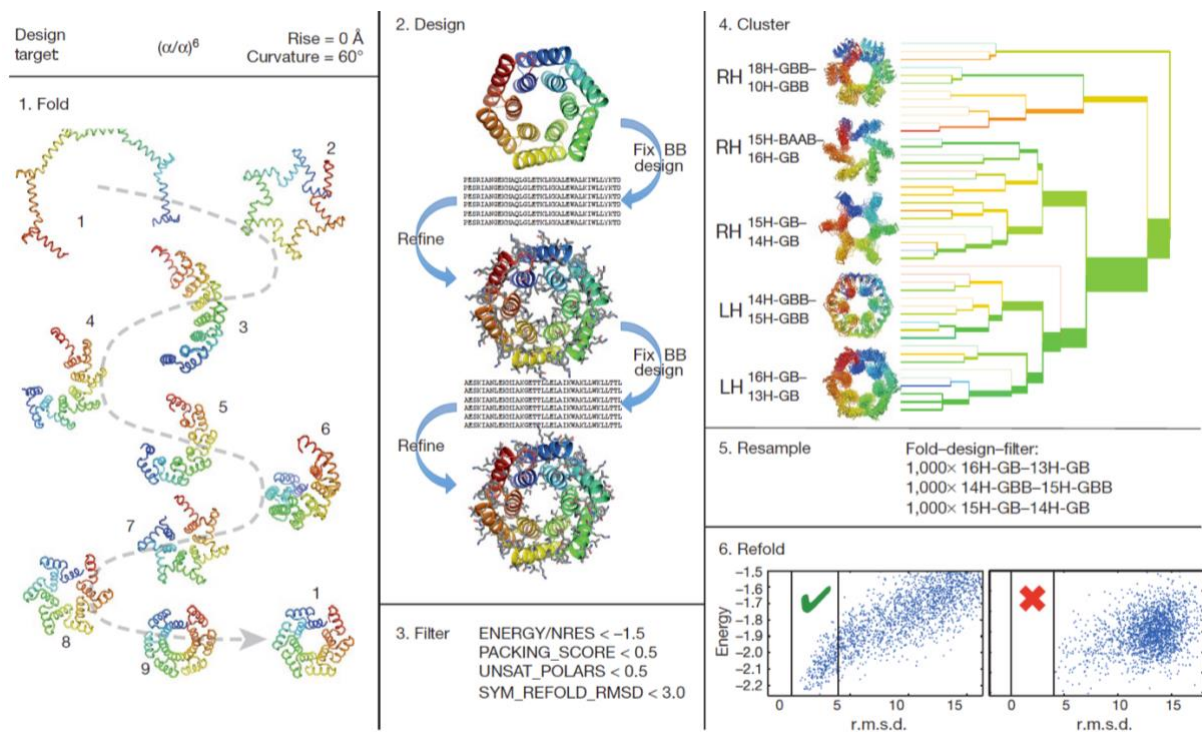 Design target
(α/α)⁶
Rise = 0 Å
Curvature = 60°
1. Fold
1
2
3
4
5
6
7
8
9
1
2. Design
Fix BB
design
Refine
Fix BB
design
Refine
3. Filter
ENERGY/NRES < −1.5
PACKING_SCORE < 0.5
UNSAT_POLARS < 0.5
SYM_REFOLD_RMSD < 3.0
4. Cluster
RH 18H-GBB–
10H-GBB
RH 15H-BAAB–
16H-GB
RH 15H-GB–
14H-GB
LH 14H-GBB–
15H-GBB
LH 16H-GB–
13H-GB
5. Resample
Fold–design–filter:
1,000× 16H-GB–13H-GB
1,000× 14H-GBB–15H-GBB
1,000× 15H-GB–14H-GB
6. Refold
Energy
−1.5
−1.6
−1.7
−1.8
−1.9
−2.0
−2.1
−2.2
0 5 10 15
r.m.s.d.
0 5 10 15
r.m.s.d.